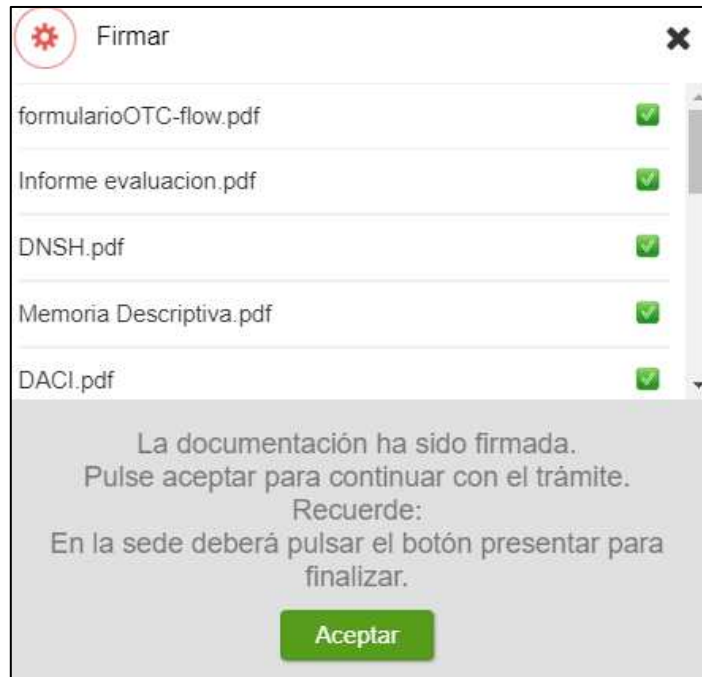 Firmar
formularioOTC-flow.pdf
Informe evaluacion.pdf
DNSH.pdf
Memoria Descriptiva.pdf
DACI.pdf
La documentación ha sido firmada.
Pulse aceptar para continuar con el trámite.
Recuerde:
En la sede deberá pulsar el botón presentar para
finalizar.
Aceptar